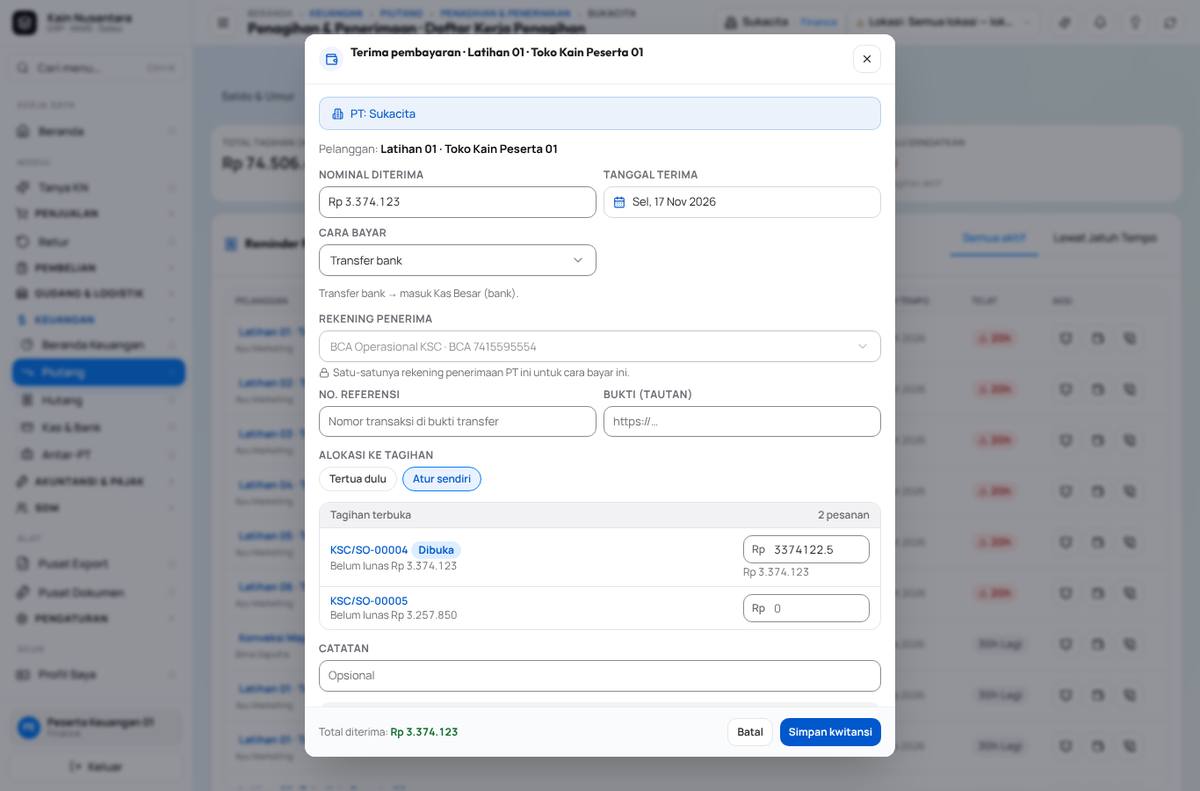 Kain Nusantara
Cari menu...
Beranda
Tanya KN
PENJUALAN
Retur
PEMBELIAN
GUDANG & LOGISTIK
KEUANGAN
Beranda Keuangan
Piutang
Hutang
Kas & Bank
Antar-PT
AKUNTANSI & PAJAK
SDM
Pusat Export
Pusat Dokumen
PENGATURAN
Profil Saya
Peserta Keuangan 01
Finance
Keluar
BERANDA KEUANGAN PIUTANG PENAGIHAN & PENERIMAAN SUKACITA
Penagihan & Penerimaan · Daftar Kerja Penagihan
Sukacita Finance
Saldo & Umur
Semua aktif
Lewat Jatuh Tempo
Terima pembayaran · Latihan 01 · Toko Kain Peserta 01
PT: Sukacita
Pelanggan: Latihan 01 · Toko Kain Peserta 01
NOMINAL DITERIMA
TANGGAL TERIMA
Rp 3.374.123
Sel, 17 Nov 2026
CARA BAYAR
Transfer bank
Transfer bank → masuk Kas Besar (bank).
REKENING PENERIMA
BCA Operasional KSC · BCA 7415595554
Satu-satunya rekening penerimaan PT ini untuk cara bayar ini.
NO. REFERENSI
BUKTI (TAUTAN)
Nomor transaksi di bukti transfer
https://…
ALOKASI KE TAGIHAN
Tertua dulu
Atur sendiri
Tagihan terbuka
2 pesanan
KSC/SO-00004 Dibuka
Belum lunas Rp 3.374.123
Rp 3374122.5
Rp 3.374.123
KSC/SO-00005
Belum lunas Rp 3.257.850
Rp 0
CATATAN
Opsional
Total diterima: Rp 3.374.123
Batal
Simpan kwitansi